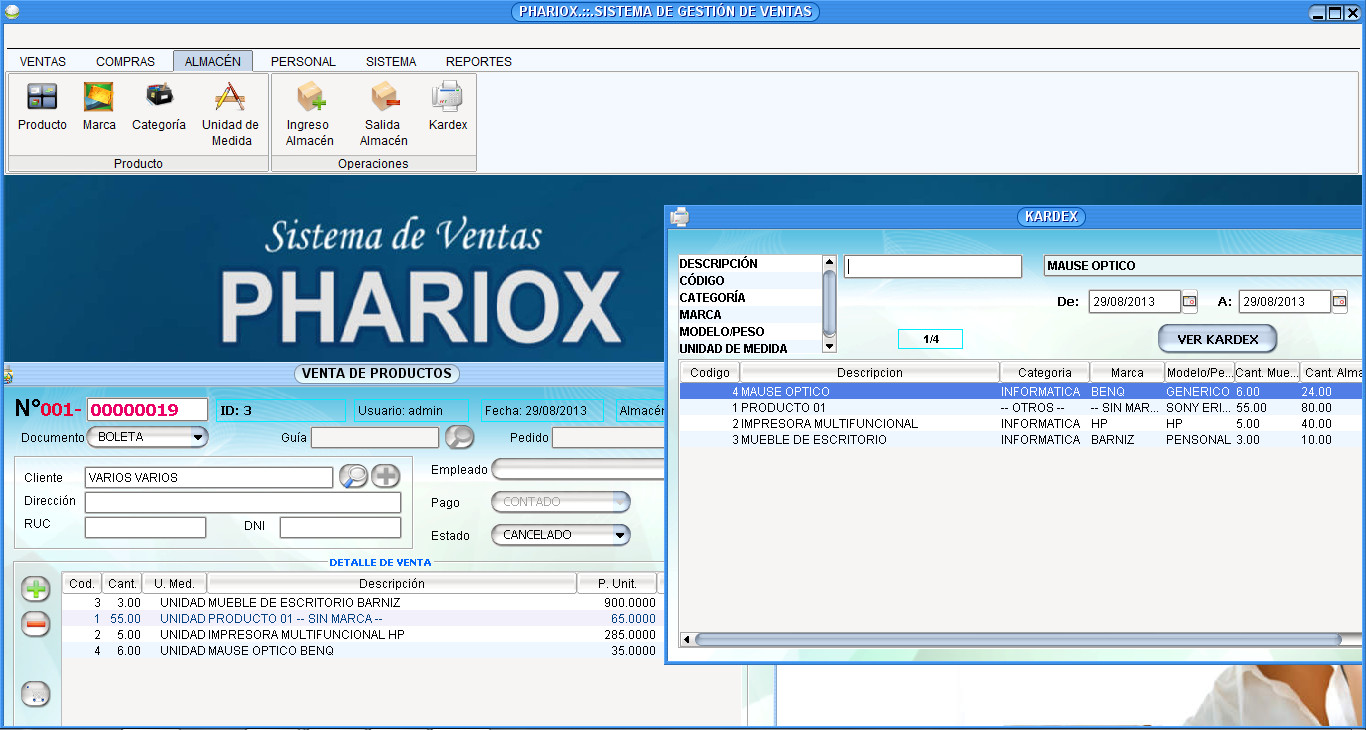 PHARIOX.::.SISTEMA DE GESTIÓN DE VENTAS
VENTAS COMPRAS ALMACÉN PERSONAL SISTEMA REPORTES
Producto Marca Categoría Unidad de Medida Ingreso Almacén Salida Almacén Kardex
Producto Operaciones
Sistema de Ventas
PHARIOX
VENTA DE PRODUCTOS
N°001- 00000019 ID: 3 Usuario: admin Fecha: 29/08/2013 Almacér
Documento BOLETA Guía Pedido
Cliente VARIOS VARIOS Empleado
Dirección Pago CONTADO
RUC DNI Estado CANCELADO
DETALLE DE VENTA
Cod. Cant. U. Med. Descripción P. Unit.
3 3.00 UNIDAD MUEBLE DE ESCRITORIO BARNIZ 900.0000
1 55.00 UNIDAD PRODUCTO 01 -- SIN MARCA -- 65.0000
2 5.00 UNIDAD IMPRESORA MULTIFUNCIONAL HP 285.0000
4 6.00 UNIDAD MAUSE OPTICO BENQ 35.0000
KARDEX
DESCRIPCIÓN
CÓDIGO
CATEGORÍA
MARCA
MODELO/PESO
UNIDAD DE MEDIDA
MAUSE OPTICO
De: 29/08/2013 A: 29/08/2013
1/4 VER KARDEX
Codigo Descripcion Categoria Marca Modelo/Pe... Cant. Mue... Cant. Alma
4 MAUSE OPTICO INFORMATICA BENQ GENERICO 6.00 24.00
1 PRODUCTO 01 -- OTROS -- -- SIN MAR... SONY ERI... 55.00 80.00
2 IMPRESORA MULTIFUNCIONAL INFORMATICA HP HP 5.00 40.00
3 MUEBLE DE ESCRITORIO INFORMATICA BARNIZ PENSONAL 3.00 10.00